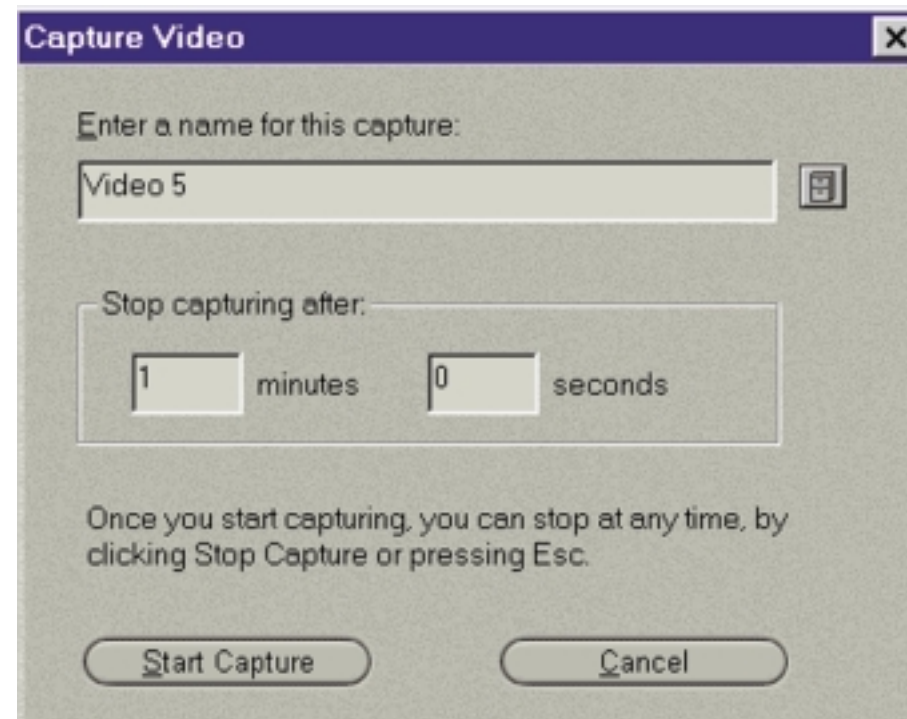 Capture Video
Enter a name for this capture:
Video 5
Stop capturing after:
1 minutes 0 seconds
Once you start capturing, you can stop at any time, by
clicking Stop Capture or pressing Esc.
Start Capture Cancel